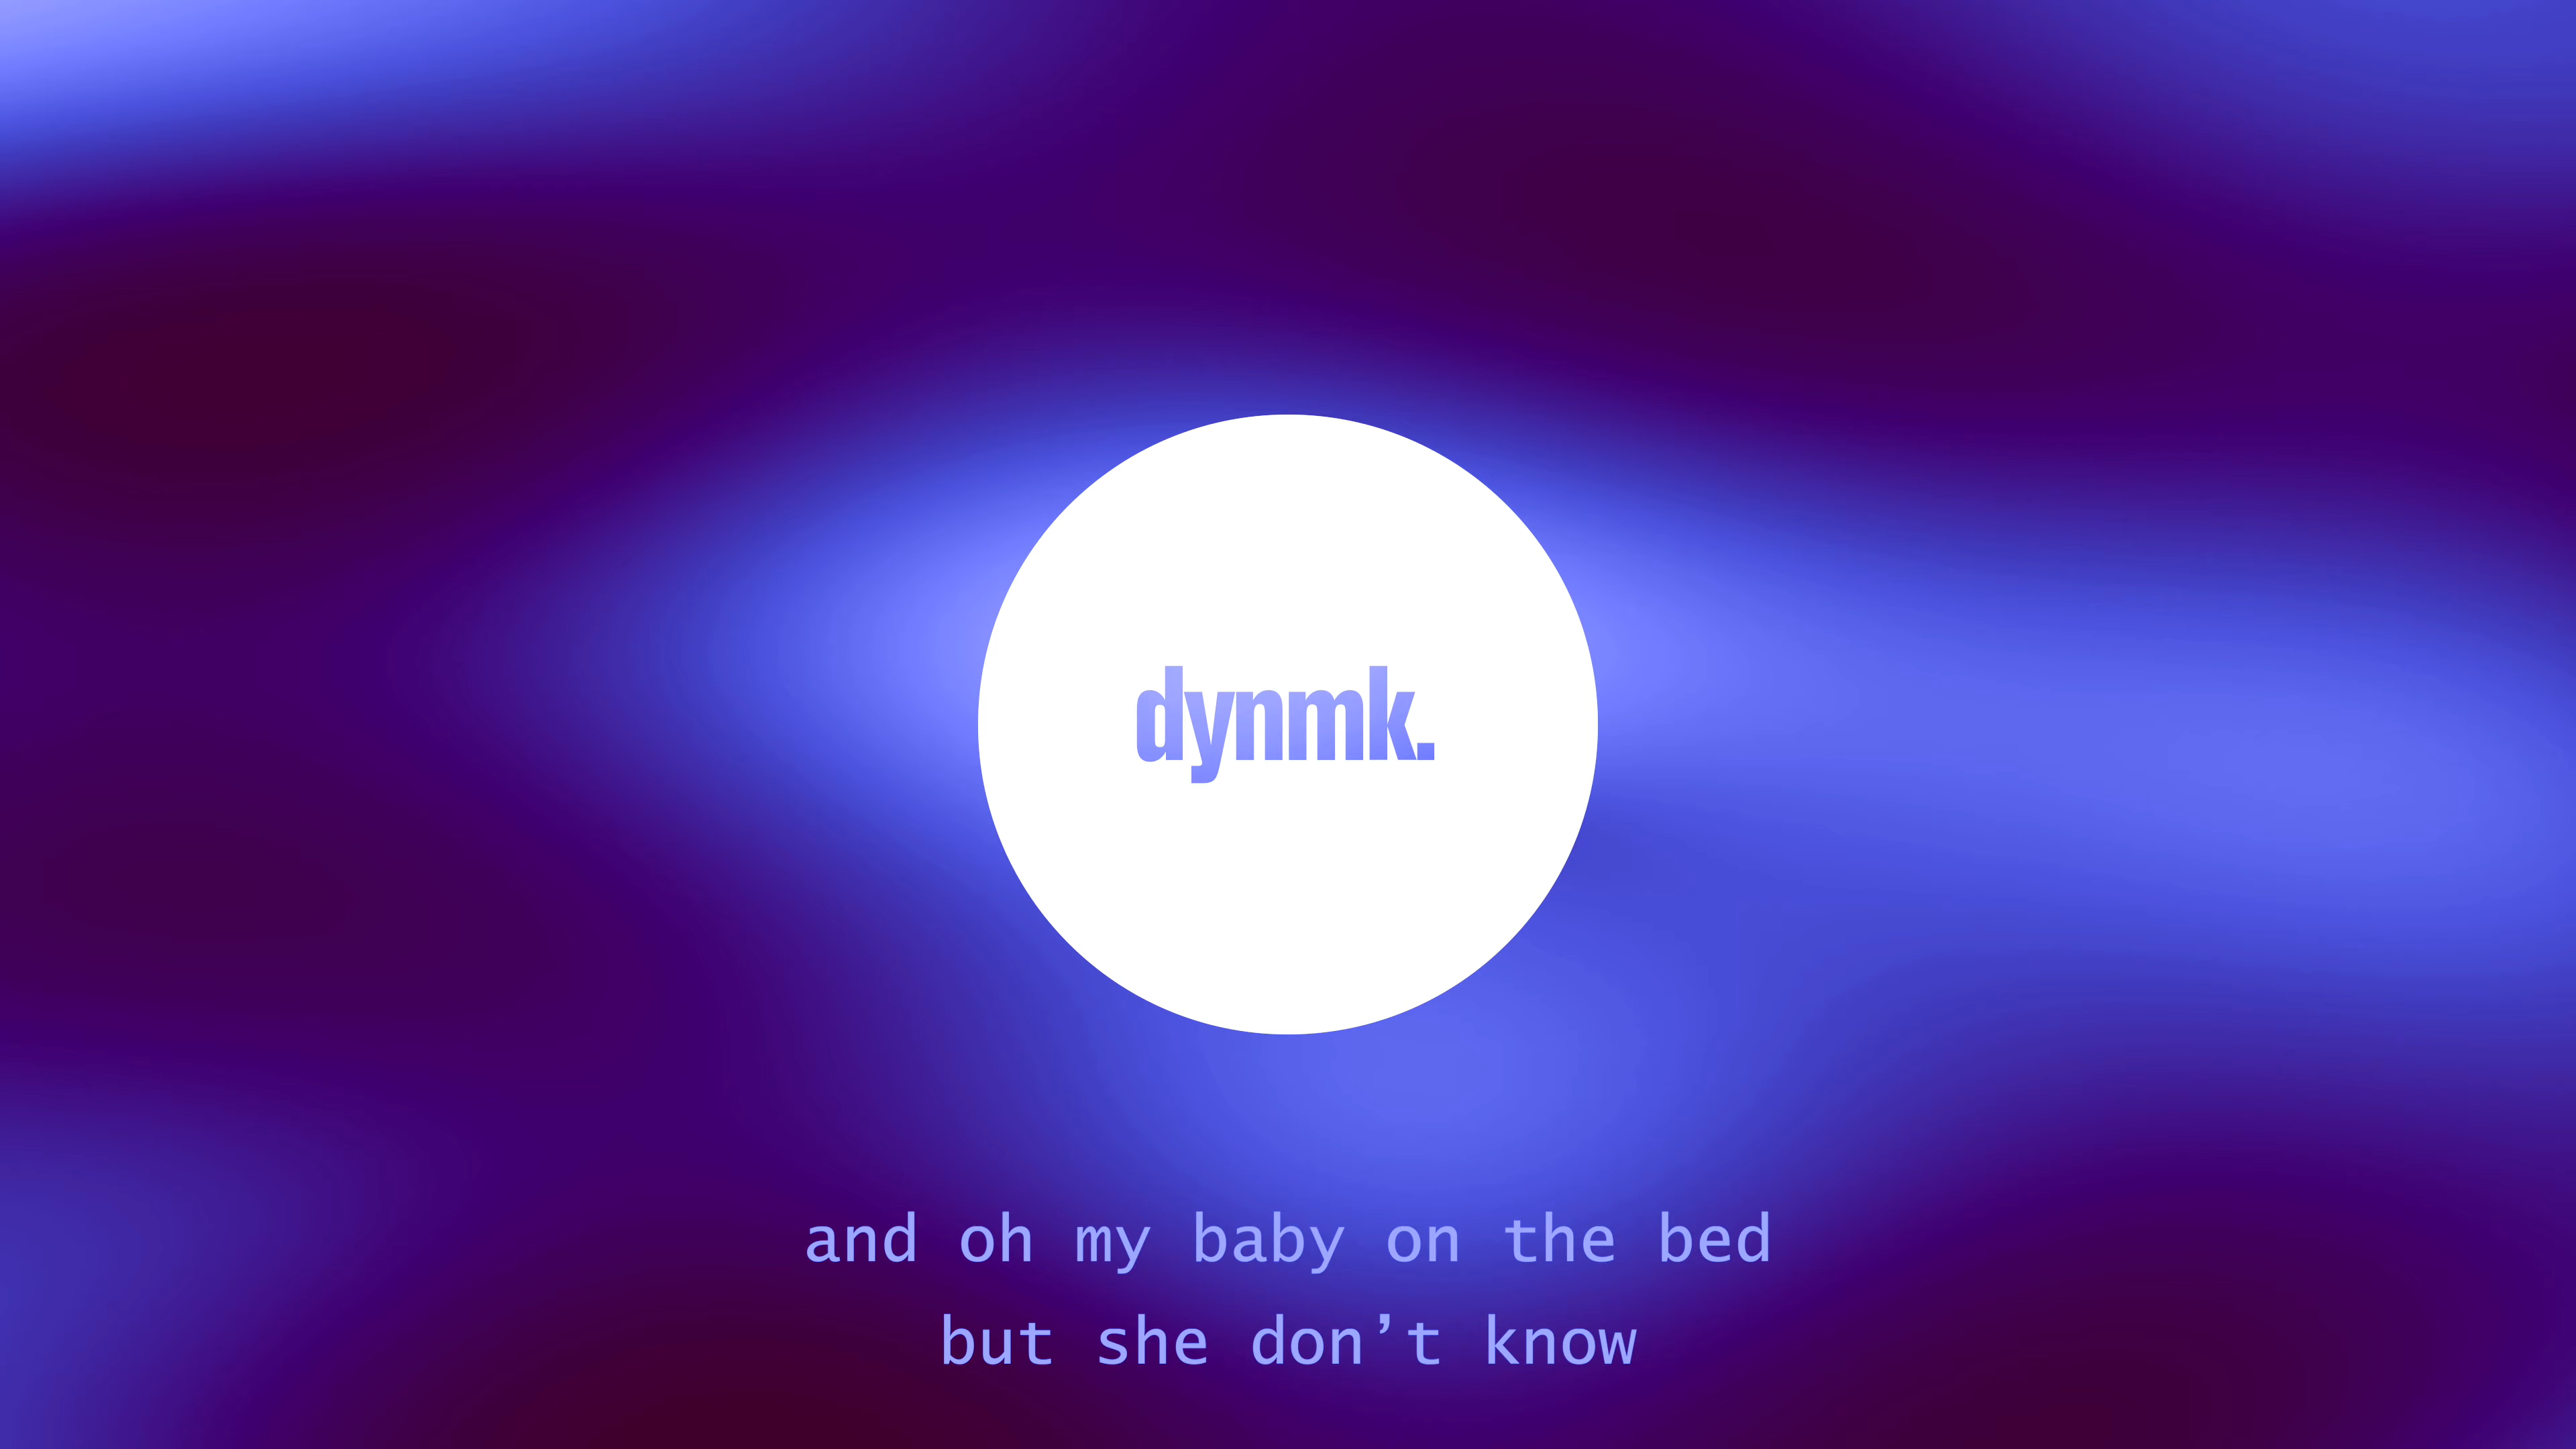 dynmk.
and oh my baby on the bed
but she don’t know